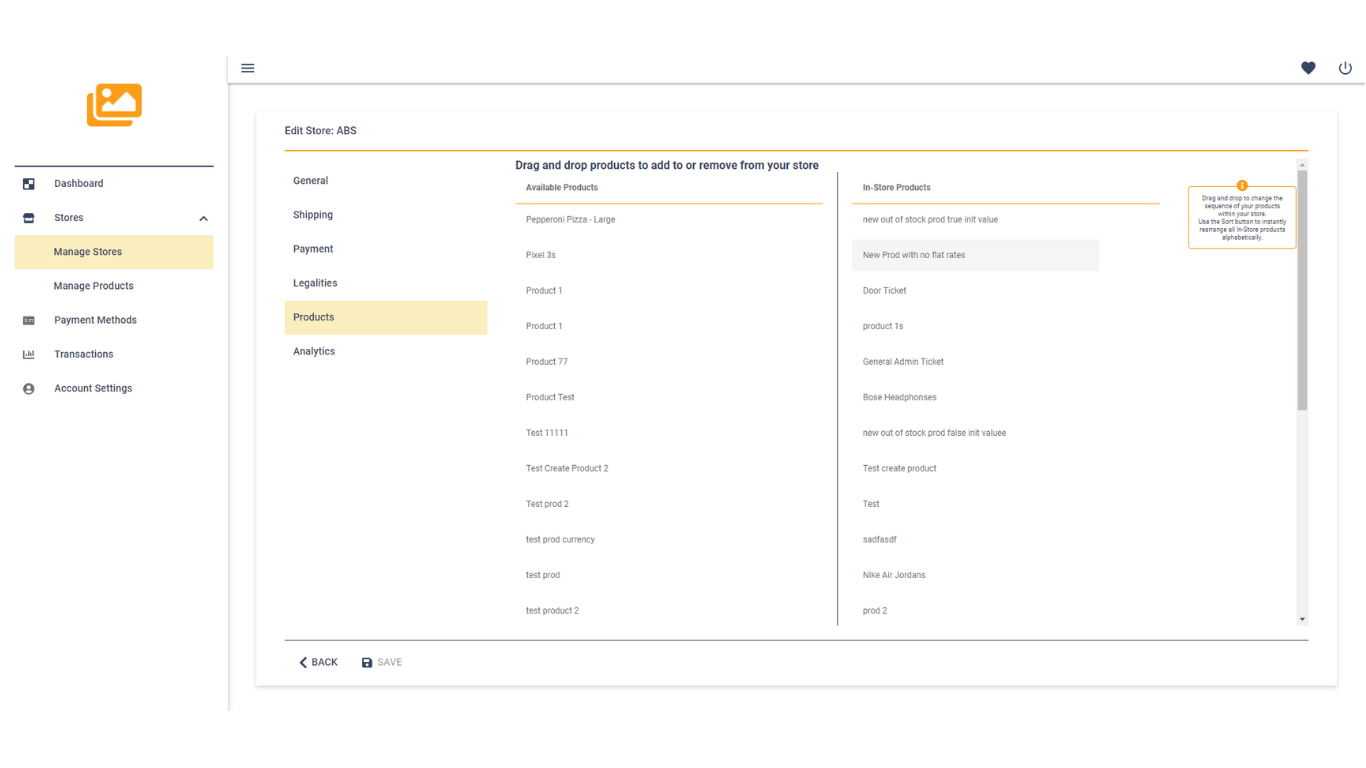 Dashboard
Stores
Manage Stores
Manage Products
Payment Methods
Transactions
Account Settings
Edit Store: ABS
General
Shipping
Payment
Legalities
Products
Analytics
Drag and drop products to add to or remove from your store
Available Products
Pepperoni Pizza - Large
Pixel 3s
Product 1
Product 1
Product 77
Product Test
Test 11111
Test Create Product 2
Test prod 2
test prod currency
test prod
test product 2
In-Store Products
new out of stock prod true init value
New Prod with no flat rates
Door Ticket
product 1s
General Admin Ticket
Bose Headphonses
new out of stock prod false init valuee
Test create product
Test
sadfasdf
Nike Air Jordans
prod 2
Drag and drop to change the
sequence of your products
within your store.
Use the Sort button to instantly
rearrange all In-Store products
alphabetically.
BACK
SAVE